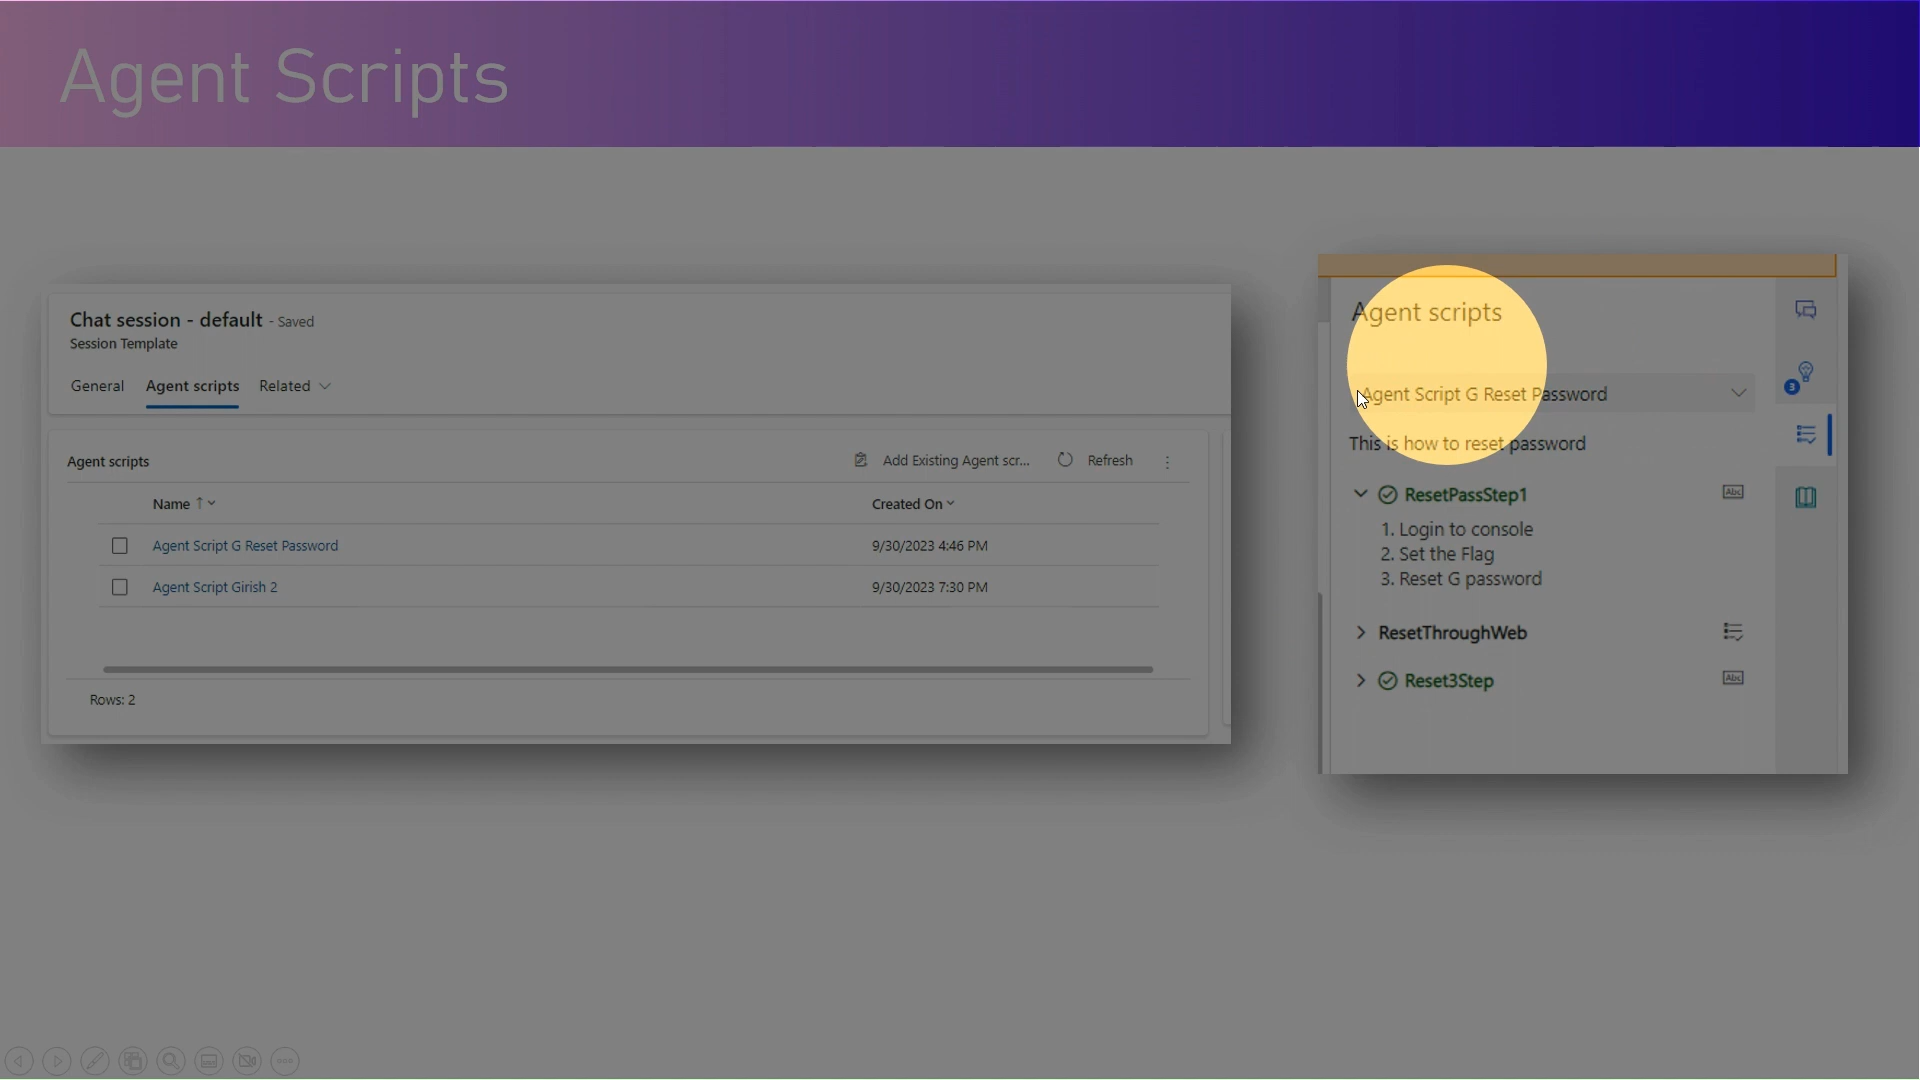 Agent Scripts
Chat session - default - Saved
Session Template
General Agent scripts Related
Agent scripts Add Existing Agent scr... Refresh
Name Created On
Agent Script G Reset Password 9/30/2023 4:46 PM
Agent Script Girish 2 9/30/2023 7:30 PM
Rows: 2
Agent scripts
Agent Script G Reset Password
3
This is how to reset password
ResetPassStep1 Abc
1. Login to console
2. Set the Flag
3. Reset G password
ResetThroughWeb
Reset3Step Abc